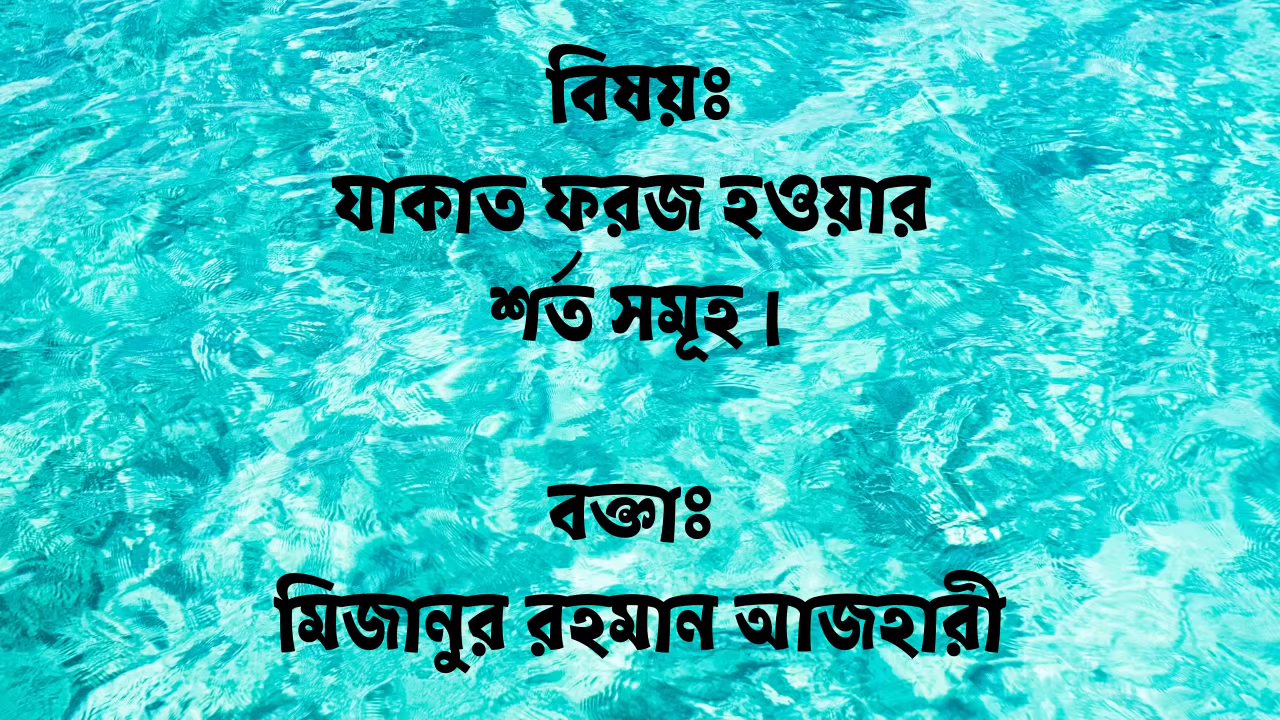 বিষয়ঃ
যাকাত ফরজ হওয়ার
শর্ত সমূহ।
বক্তাঃ
মিজানুর রহমান আজহারী